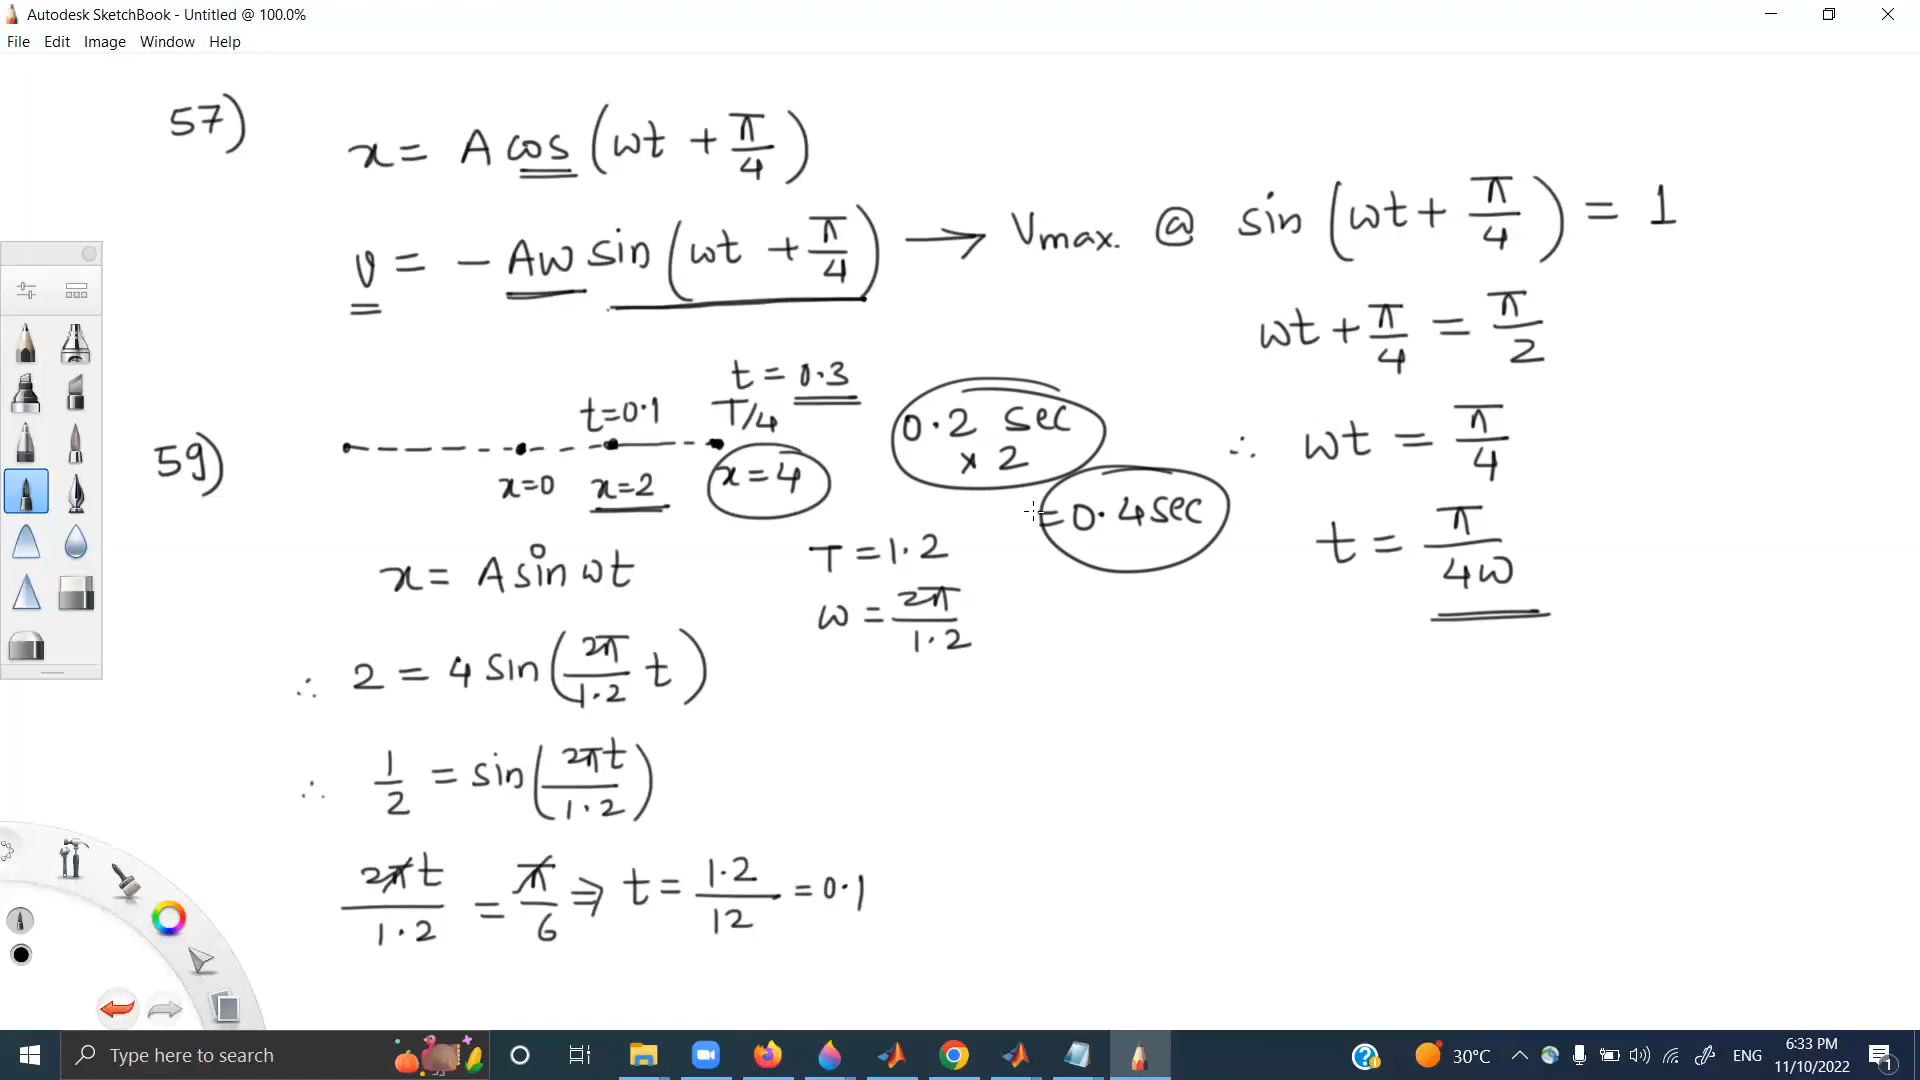 Autodesk SketchBook - Untitled @ 100.0%
File Edit Image Window Help
57)
x = A cos (ωt + π/4)
v = - Aω sin (ωt + π/4) → Vmax. @ sin (ωt + π/4) = 1
ωt + π/4 = π/2
∴ ωt = π/4
t = π/4ω
59)
t = 0.3
t=0.1 T/4
x=0 x=2 x=4
0.2 sec
x 2
= 0.4 sec
x = A sin ωt
T = 1.2
ω = 2π/1.2
∴ 2 = 4 sin (2π/1.2 t)
∴ 1/2 = sin (2πt/1.2)
2πt/1.2 = π/6 ⇒ t = 1.2/12 = 0.1
Type here to search
30°C
ENG
6:33 PM
11/10/2022
1